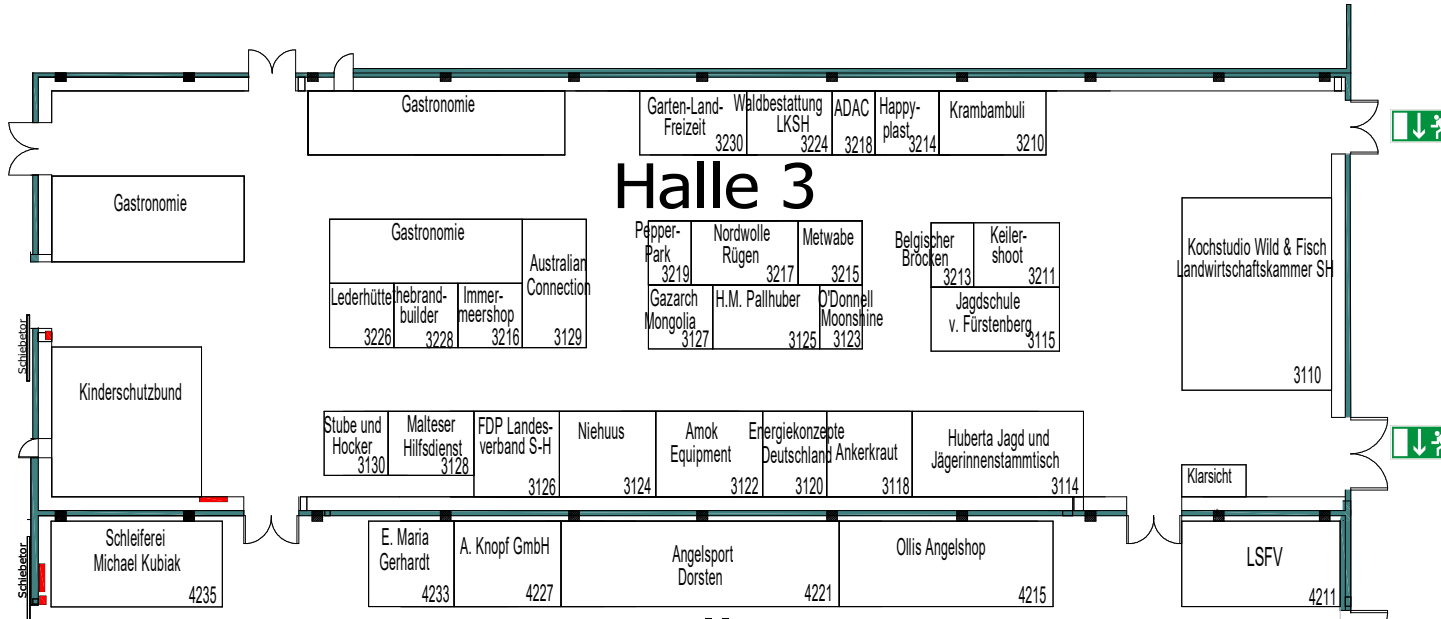 Gastronomie
Garten-Land-
Freizeit
3230
Waldbestattung
LKSH
3224
ADAC
3218
Happy-
plast
3214
Krambambuli
3210
Halle 3
Gastronomie
Gastronomie
Australian
Connection
3129
Lederhütte
3226
thebrand-
builder
3228
Immer-
meershop
3216
Pepper-
Park
3219
Nordwolle
Rügen
3217
Metwabe
3215
Gazarch
Mongolia
3127
H.M. Pallhuber
3125
O'Donnell
Moonshine
3123
Belgischer
Brocken
3213
Keiler-
shoot
3211
Jagdschule
v. Fürstenberg
3115
Kochstudio Wild & Fisch
Landwirtschaftskammer SH
3110
Schiebetor
Kinderschutzbund
Stube und
Hocker
3130
Malteser
Hilfsdienst
3128
FDP Landes-
verband S-H
3126
Niehuus
3124
Amok
Equipment
3122
Energiekonzepte
Deutschland
3120
Ankerkraut
3118
Huberta Jagd und
Jägerinnenstammtisch
3114
Klarsicht
Schiebetor
Schleiferei
Michael Kubiak
4235
E. Maria
Gerhardt
4233
A. Knopf GmbH
4227
Angelsport
Dorsten
4221
Ollis Angelshop
4215
LSFV
4211